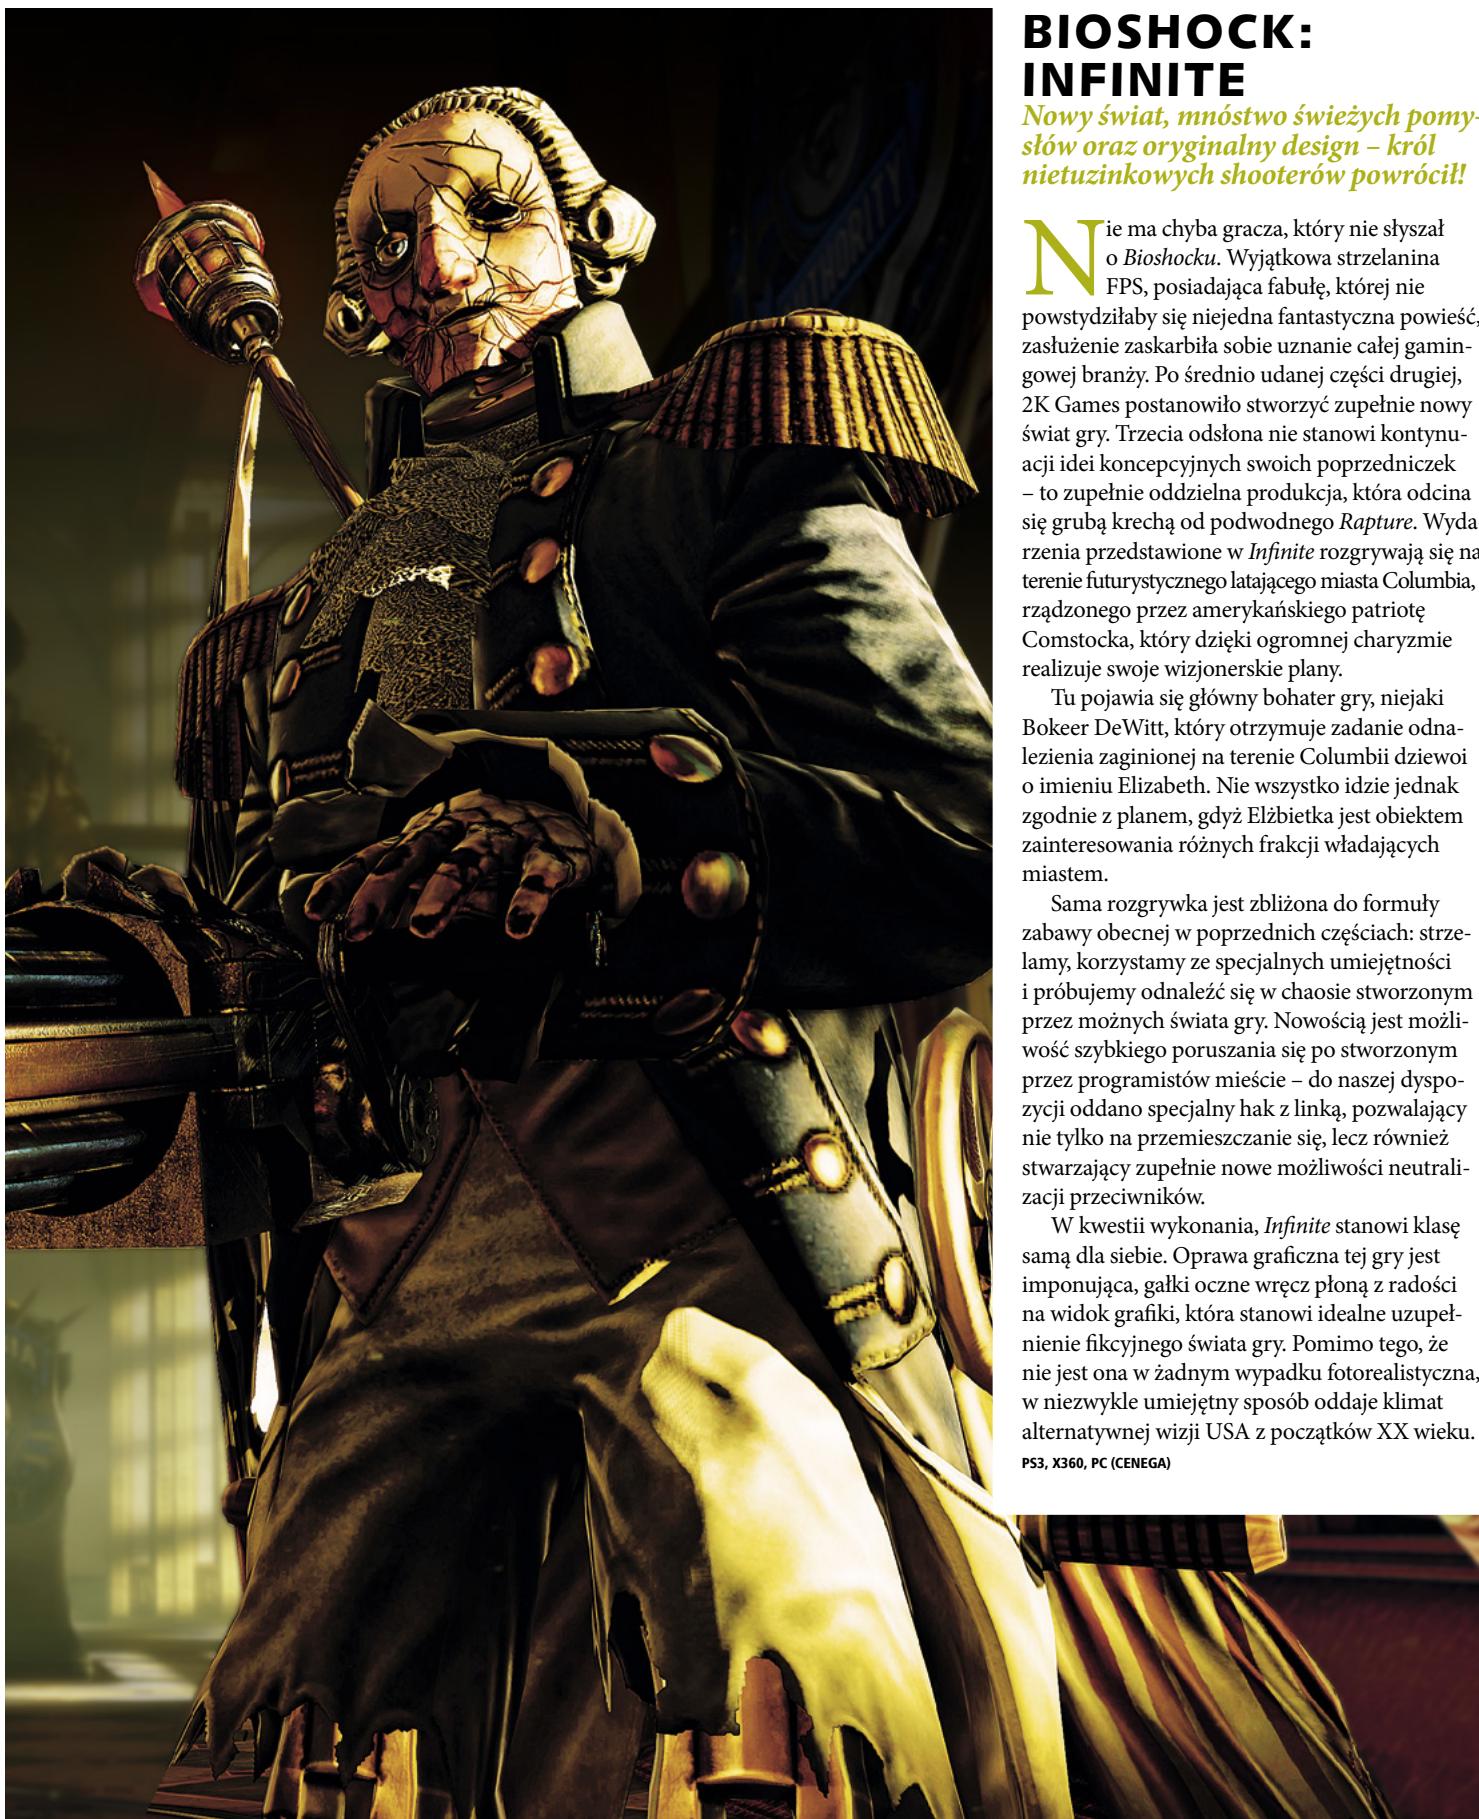 BIOSHOCK:
INFINITE
Nowy świat, mnóstwo świeżych pomy-
słów oraz oryginalny design – król
nietuzinkowych shooterów powrócił!
Nie ma chyba gracza, który nie słyszał
o Bioshocku. Wyjątkowa strzelanina
FPS, posiadająca fabułę, której nie
powstydziłaby się niejedna fantastyczna powieść,
zasłużenie zaskarbiła sobie uznanie całej gamin-
gowej branży. Po średnio udanej części drugiej,
2K Games postanowiło stworzyć zupełnie nowy
świat gry. Trzecia odsłona nie stanowi kontynu-
acji idei koncepcyjnych swoich poprzedniczek
– to zupełnie oddzielna produkcja, która odcina
się grubą krechą od podwodnego Rapture. Wyda
rzenia przedstawione w Infinite rozgrywają się na
terenie futurystycznego latającego miasta Columbia,
rządzonego przez amerykańskiego patriotę
Comstocka, który dzięki ogromnej charyzmie
realizuje swoje wizjonerskie plany.
Tu pojawia się główny bohater gry, niejaki
Bokeer DeWitt, który otrzymuje zadanie odna-
lezienia zaginionej na terenie Columbii dziewoi
o imieniu Elizabeth. Nie wszystko idzie jednak
zgodnie z planem, gdyż Elżbietka jest obiektem
zainteresowania różnych frakcji władających
miastem.
Sama rozgrywka jest zbliżona do formuły
zabawy obecnej w poprzednich częściach: strze-
lamy, korzystamy ze specjalnych umiejętności
i próbujemy odnaleźć się w chaosie stworzonym
przez możnych świata gry. Nowością jest możli-
wość szybkiego poruszania się po stworzonym
przez programistów mieście – do naszej dyspo-
zycji oddano specjalny hak z linką, pozwalający
nie tylko na przemieszczanie się, lecz również
stwarzający zupełnie nowe możliwości neutrali-
zacji przeciwników.
W kwestii wykonania, Infinite stanowi klasę
samą dla siebie. Oprawa graficzna tej gry jest
imponująca, gałki oczne wręcz płoną z radości
na widok grafiki, która stanowi idealne uzupeł-
nienie fikcyjnego świata gry. Pomimo tego, że
nie jest ona w żadnym wypadku fotorealistyczna,
w niezwykle umiejętny sposób oddaje klimat
alternatywnej wizji USA z początków XX wieku.
PS3, X360, PC (CENEGA)